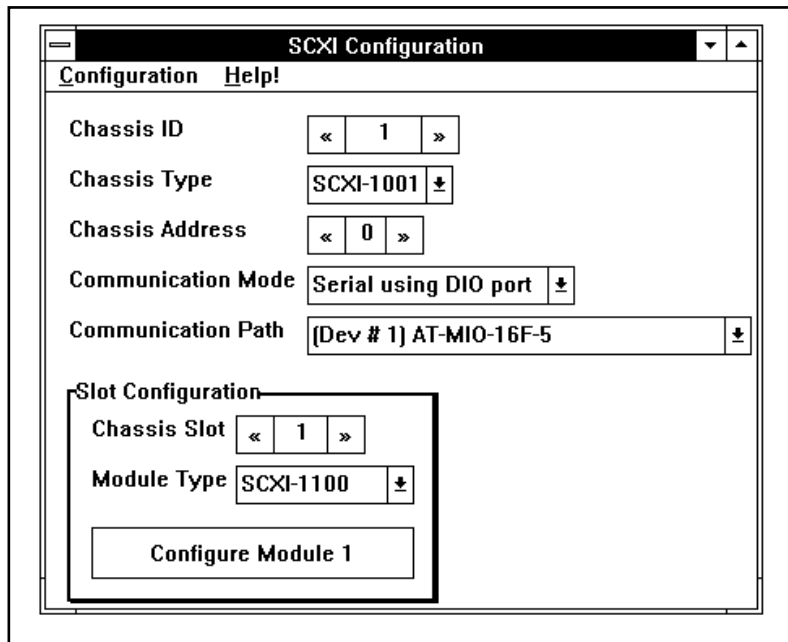 SCXI Configuration
Configuration Help!
Chassis ID « 1 »
Chassis Type SCXI-1001
Chassis Address « 0 »
Communication Mode Serial using DIO port
Communication Path (Dev # 1) AT-MIO-16F-5
Slot Configuration
Chassis Slot « 1 »
Module Type SCXI-1100
Configure Module 1